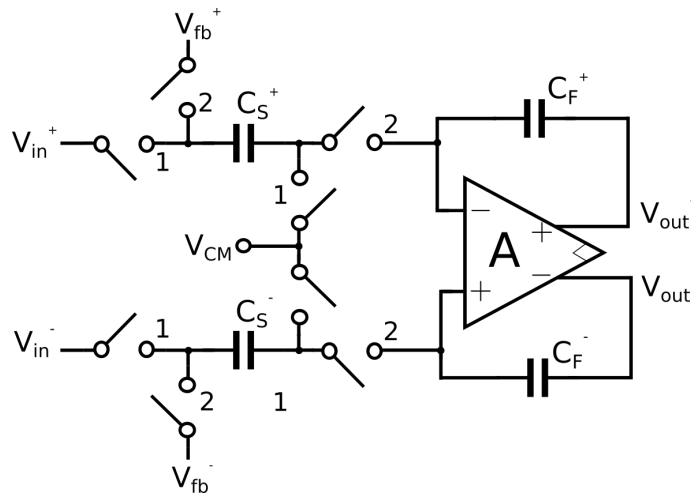 Vfb+
2
CS+
CF+
2
Vin+
1
1
−
+
Vout
VCM
A
−
Vout
+
Vin-
1
CS-
2
2
1
CF-
Vfb-